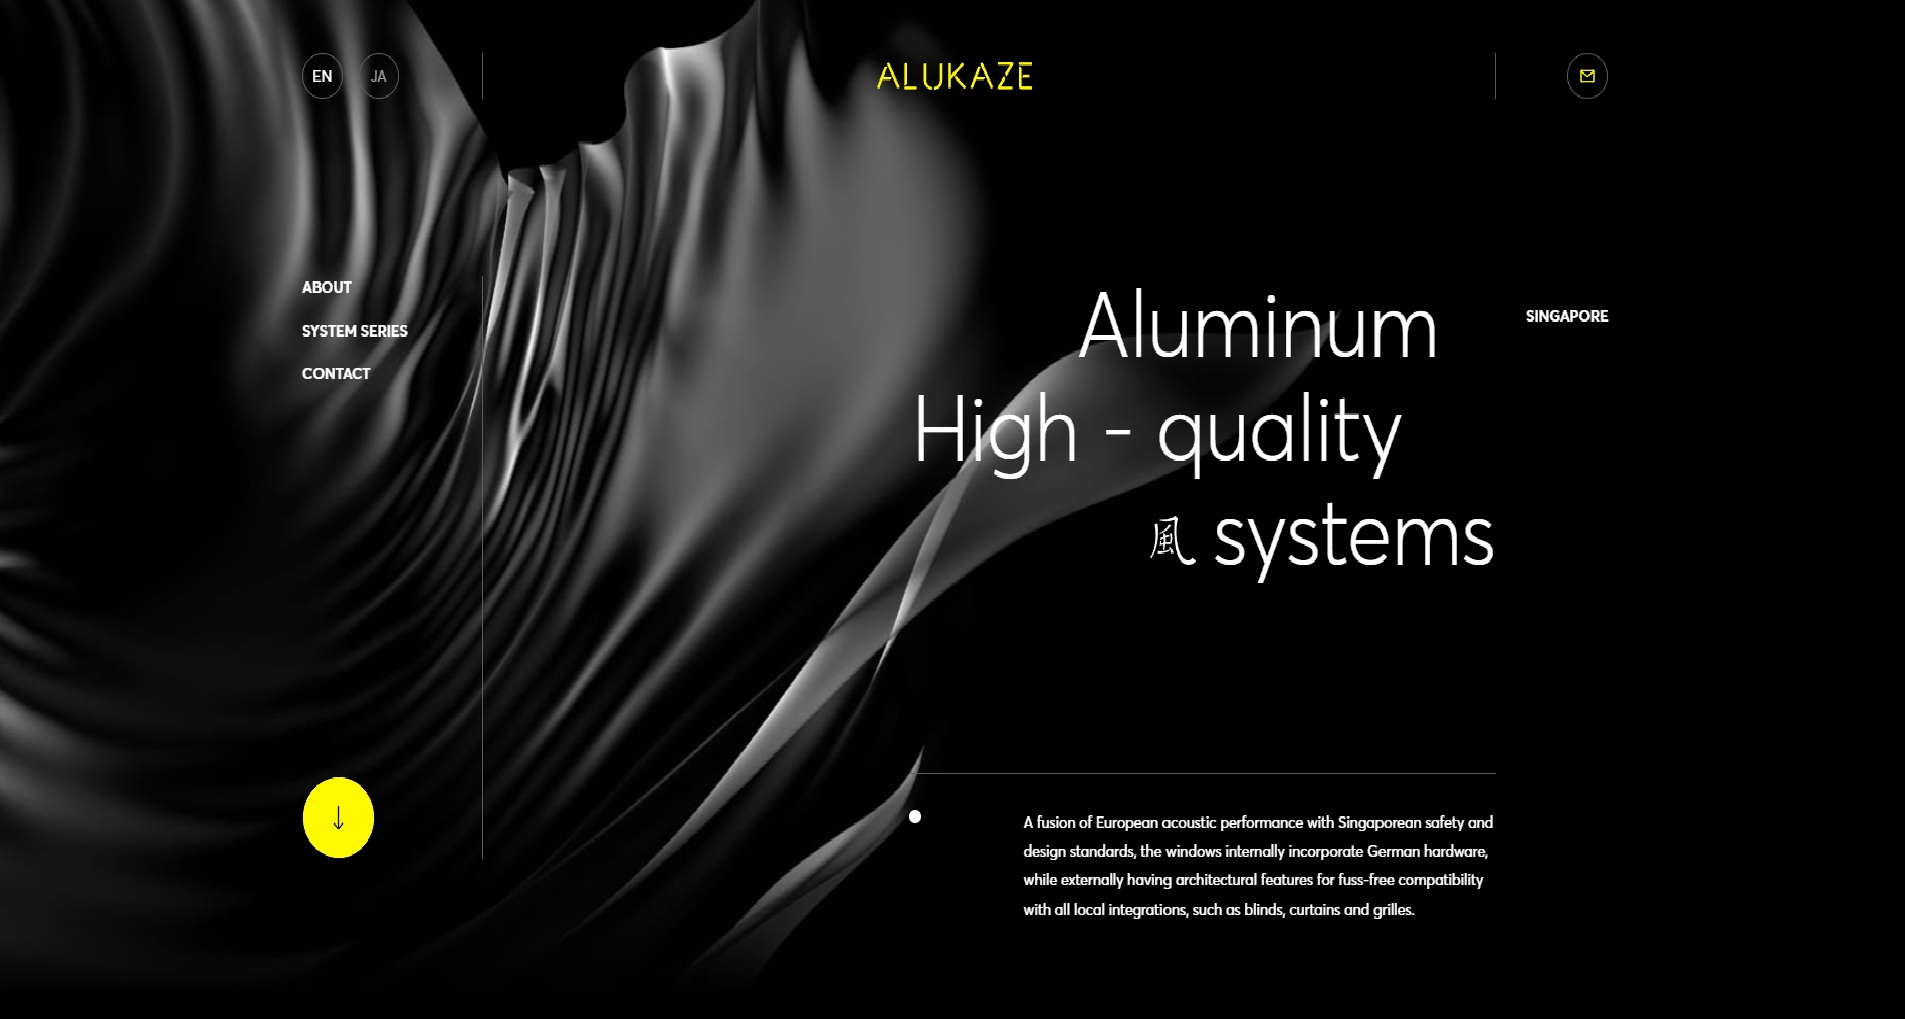 EN
JA
ALUKAZE
ABOUT
SYSTEM SERIES
CONTACT
Aluminum
High - quality
風 systems
SINGAPORE
A fusion of European acoustic performance with Singaporean safety and
design standards, the windows internally incorporate German hardware,
while externally having architectural features for fuss-free compatibility
with all local integrations, such as blinds, curtains and grilles.